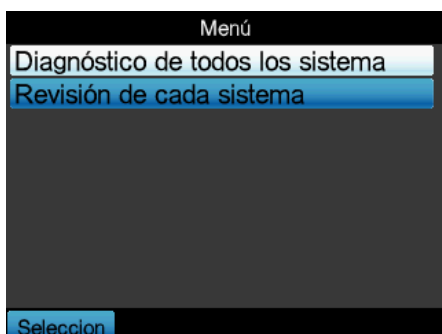 Menú
Diagnóstico de todos los sistema
Revisión de cada sistema
Seleccion